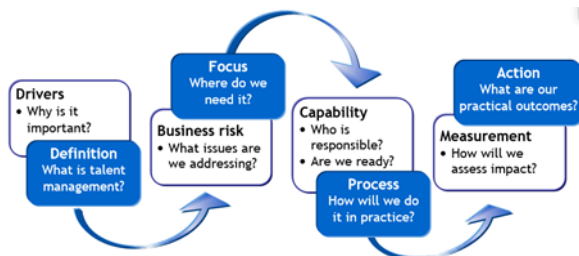 Drivers
• Why is it
important?
Definition
What is talent
management?
Focus
Where do we
need it?
Business risk
• What issues are
we addressing?
Capability
• Who is
responsible?
• Are we ready?
Process
How will we do
it in practice?
Action
What are our
practical outcomes?
Measurement
• How will we
assess impact?